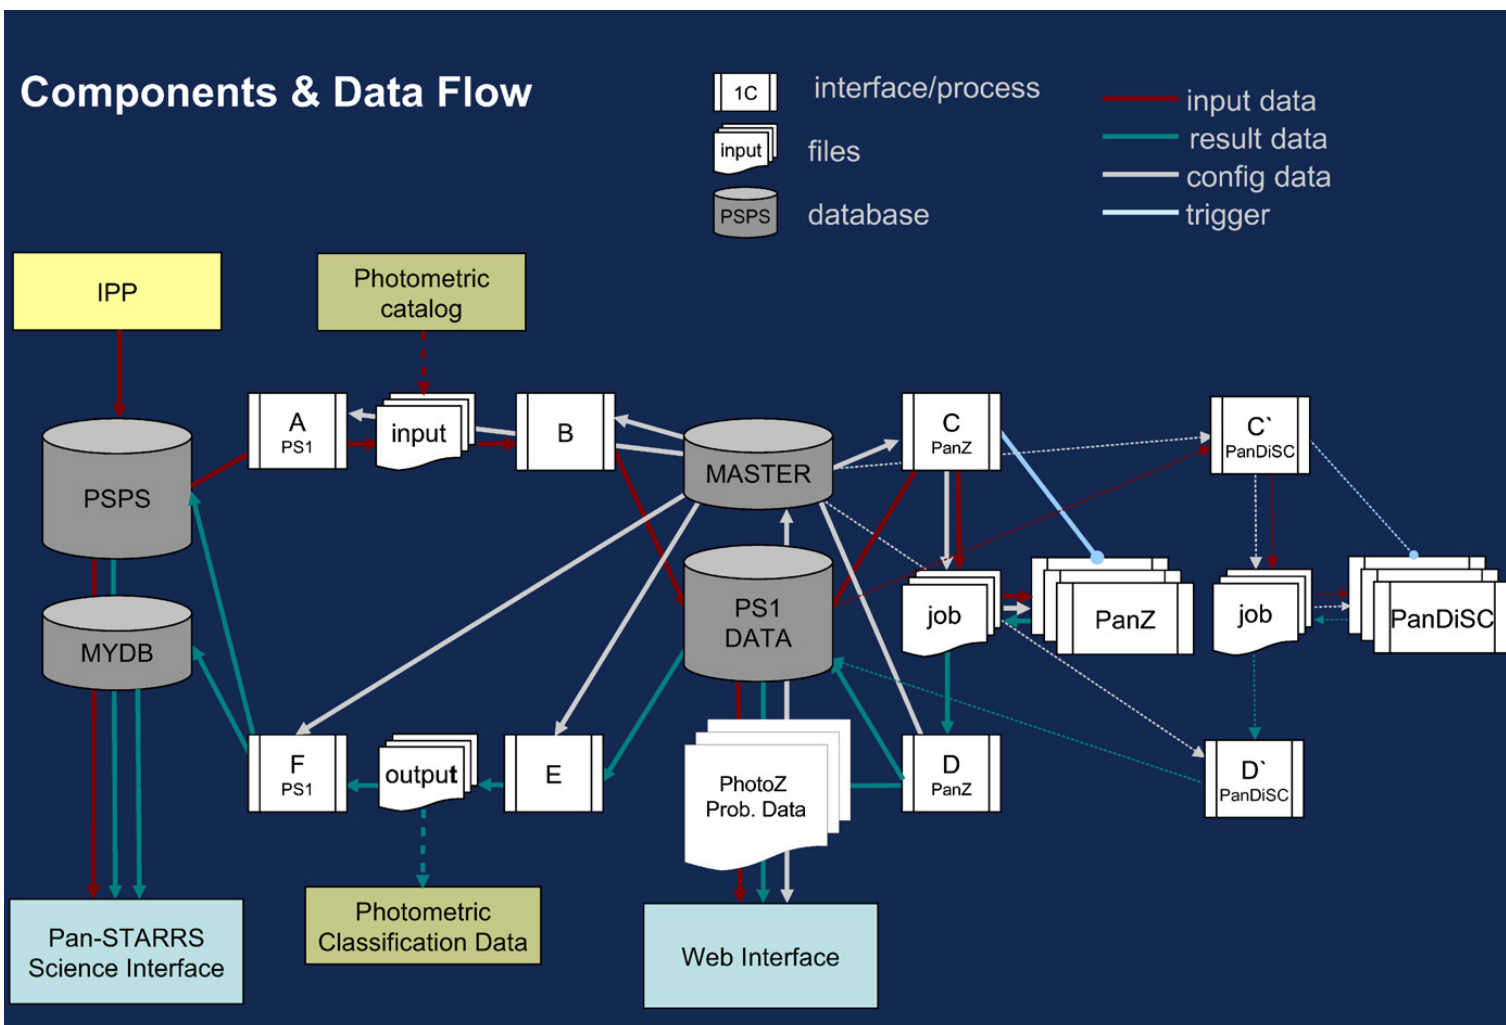 Components & Data Flow
1C
interface/process
input
files
PSPS
database
input data
result data
config data
trigger
IPP
Photometric
catalog
PSPS
A
PS1
input
B
MASTER
C
PanZ
C`
PanDiSC
MYDB
PS1
DATA
job
PanZ
job
PanDiSC
F
PS1
output
E
PhotoZ
Prob. Data
D
PanZ
D`
PanDiSC
Pan-STARRS
Science Interface
Photometric
Classification Data
Web Interface